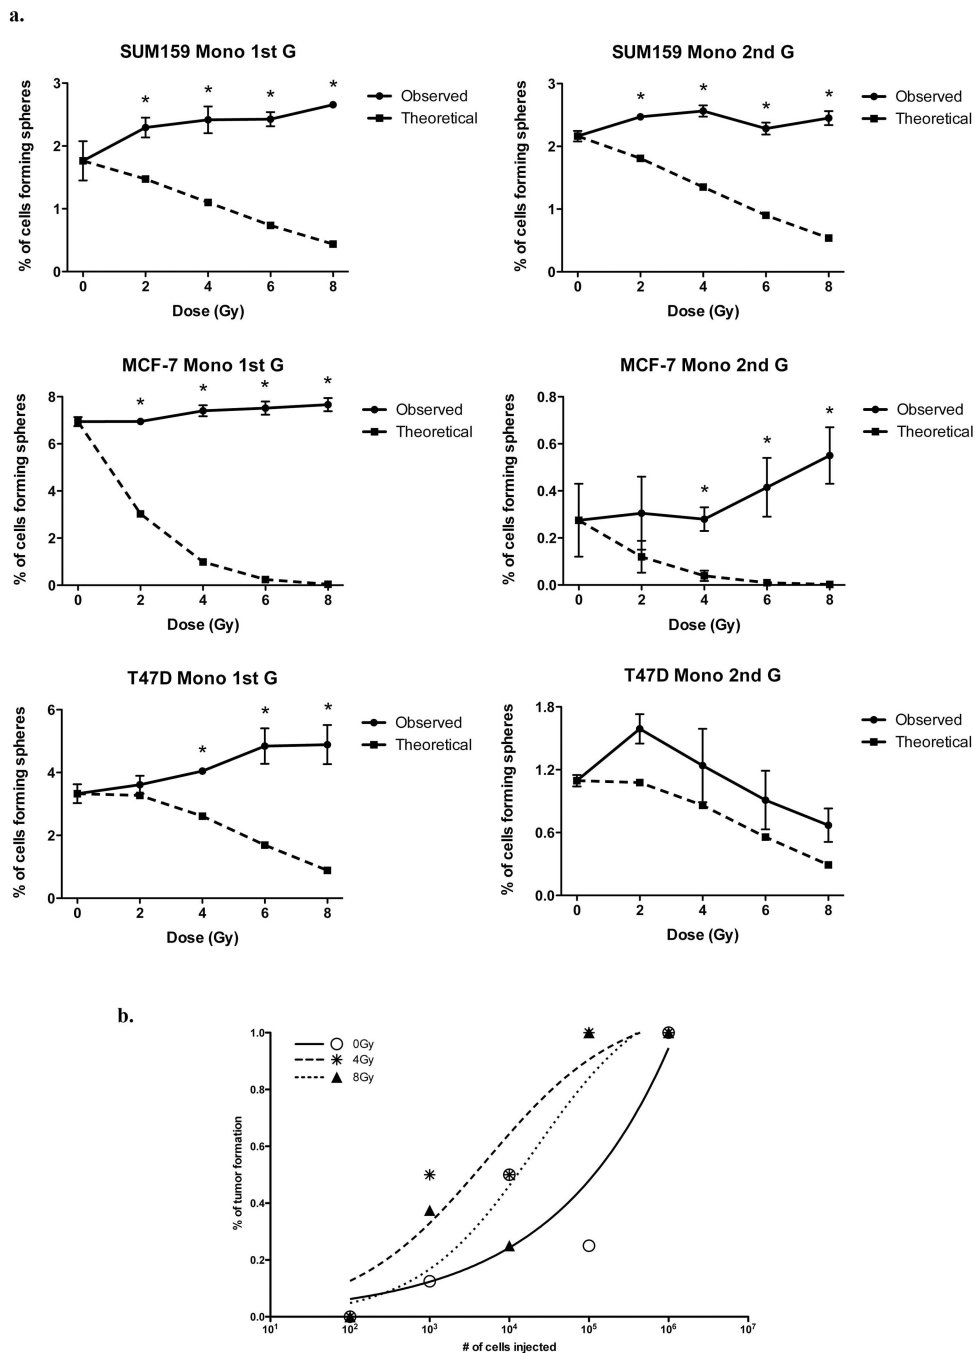 a.
SUM159 Mono 1st G
% of cells forming spheres
3
2
1
0
* * * *
Observed
Theoretical
0 2 4 6 8
Dose (Gy)
SUM159 Mono 2nd G
% of cells forming spheres
3
2
1
0
* * * *
Observed
Theoretical
0 2 4 6 8
Dose (Gy)
MCF-7 Mono 1st G
% of cells forming spheres
8
6
4
2
0
* * * *
Observed
Theoretical
0 2 4 6 8
Dose (Gy)
MCF-7 Mono 2nd G
% of cells forming spheres
0.8
0.6
0.4
0.2
0.0
* * *
Observed
Theoretical
0 2 4 6 8
Dose (Gy)
T47D Mono 1st G
% of cells forming spheres
6
4
2
0
* * *
Observed
Theoretical
0 2 4 6 8
Dose (Gy)
T47D Mono 2nd G
% of cells forming spheres
1.8
1.2
0.6
0.0
Observed
Theoretical
0 2 4 6 8
Dose (Gy)
b.
% of tumor formation
1.0
0.8
0.6
0.4
0.2
0.0
0Gy
4Gy
8Gy
10¹ 10² 10³ 10⁴ 10⁵ 10⁶ 10⁷
# of cells injected